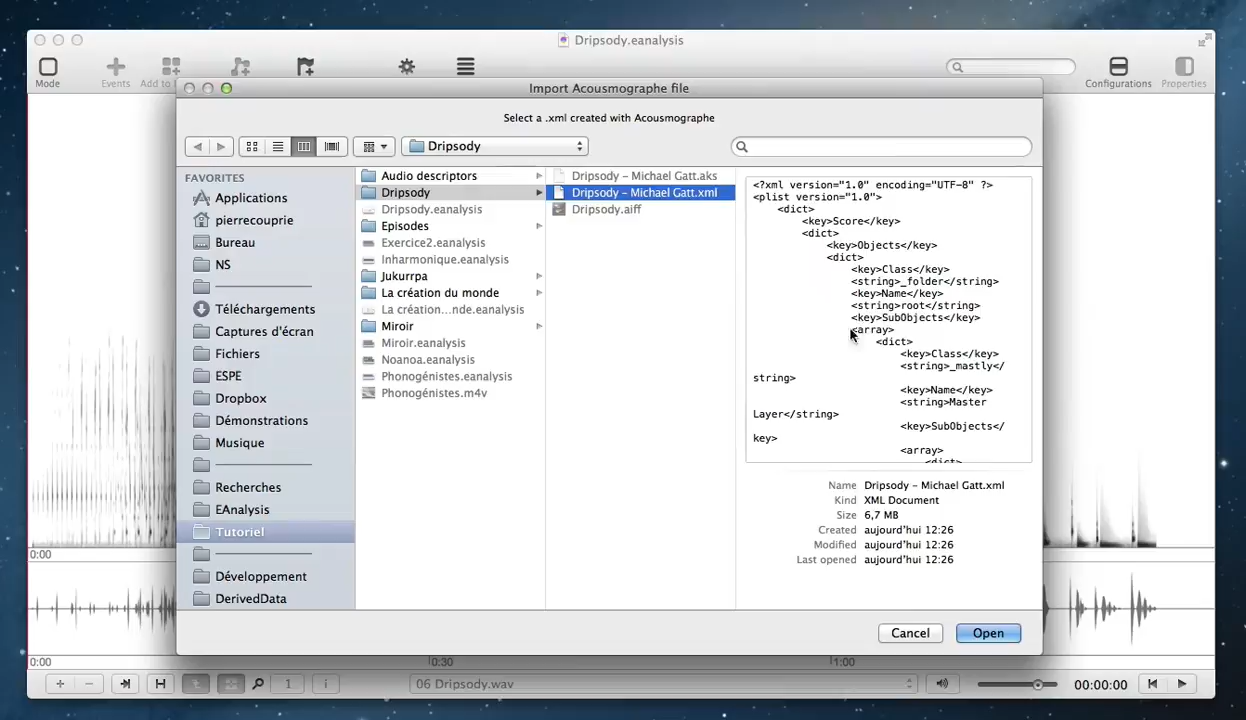 Dripsody.eanalysis
Mode
Events
Add to
Configurations
Properties
Import Acousmographe file
Select a .xml created with Acousmographe
Dripsody
FAVORITES
Applications
pierrecouprie
Bureau
NS
Téléchargements
Captures d'écran
Fichiers
ESPE
Dropbox
Démonstrations
Musique
Recherches
EAnalysis
Tutoriel
Développement
DerivedData
Audio descriptors
Dripsody
Dripsody.eanalysis
Episodes
Exercice2.eanalysis
Inharmonique.eanalysis
Jukurrpa
La création du monde
La création...nde.eanalysis
Miroir
Miroir.eanalysis
Noanoa.eanalysis
Phonogénistes.eanalysis
Phonogénistes.m4v
Dripsody – Michael Gatt.aks
Dripsody – Michael Gatt.xml
Dripsody.aiff
<?xml version="1.0" encoding="UTF-8" ?>
<plist version="1.0">
<dict>
<key>Score</key>
<dict>
<key>Objects</key>
<dict>
<key>Class</key>
<string>_folder</string>
<key>Name</key>
<string>root</string>
<key>SubObjects</key>
<array>
<dict>
<key>Class</key>
<string>_mastly</
string>
<key>Name</key>
<string>Master
Layer</string>
<key>SubObjects</
key>
<array>
<dict>
Name Dripsody – Michael Gatt.xml
Kind XML Document
Size 6,7 MB
Created aujourd'hui 12:26
Modified aujourd'hui 12:26
Last opened aujourd'hui 12:26
Cancel
Open
0:00
0:00
0:30
1:00
1
i
06 Dripsody.wav
00:00:00